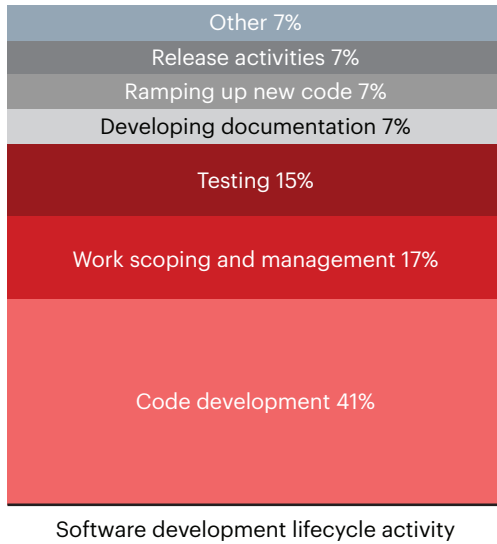 Other 7%
Release activities 7%
Ramping up new code 7%
Developing documentation 7%
Testing 15%
Work scoping and management 17%
Code development 41%
Software development lifecycle activity